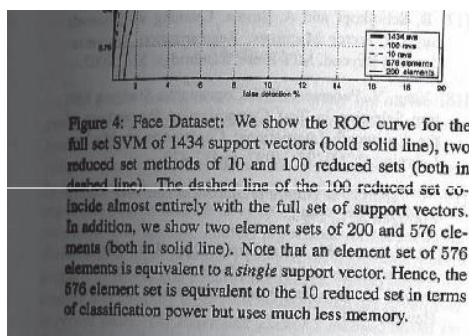 .575
1434 svs
100 rsvs
10 rsvs
576 elements
200 elements
2 4 6 8 10 12 14 16 18 20
false detection %
Figure 4: Face Dataset: We show the ROC curve for the
full set SVM of 1434 support vectors (bold solid line), two
reduced set methods of 10 and 100 reduced sets (both in
dashed line). The dashed line of the 100 reduced set co-
incide almost entirely with the full set of support vectors.
In addition, we show two element sets of 200 and 576 ele-
ments (both in solid line). Note that an element set of 576
elements is equivalent to a single support vector. Hence, the
576 element set is equivalent to the 10 reduced set in terms
of classification power but uses much less memory.